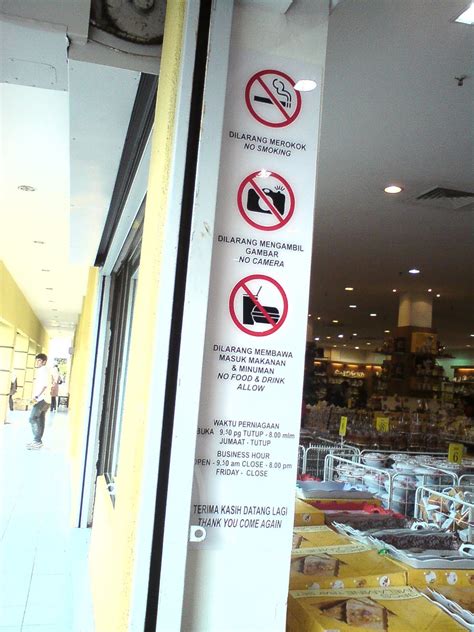 DILARANG MEROKOK
NO SMOKING
DILARANG MENGAMBIL
GAMBAR
NO CAMERA
DILARANG MEMBAWA
MASUK MAKANAN
& MINUMAN
NO FOOD & DRINK
ALLOW
WAKTU PERNIAGAAN
BUKA - 9.30 pg TUTUP - 8.00 mlm
JUMAAT - TUTUP
BUSINESS HOUR
OPEN - 9.30 am CLOSE - 8.00 pm
FRIDAY - CLOSE
TERIMA KASIH DATANG LAGI
THANK YOU COME AGAIN